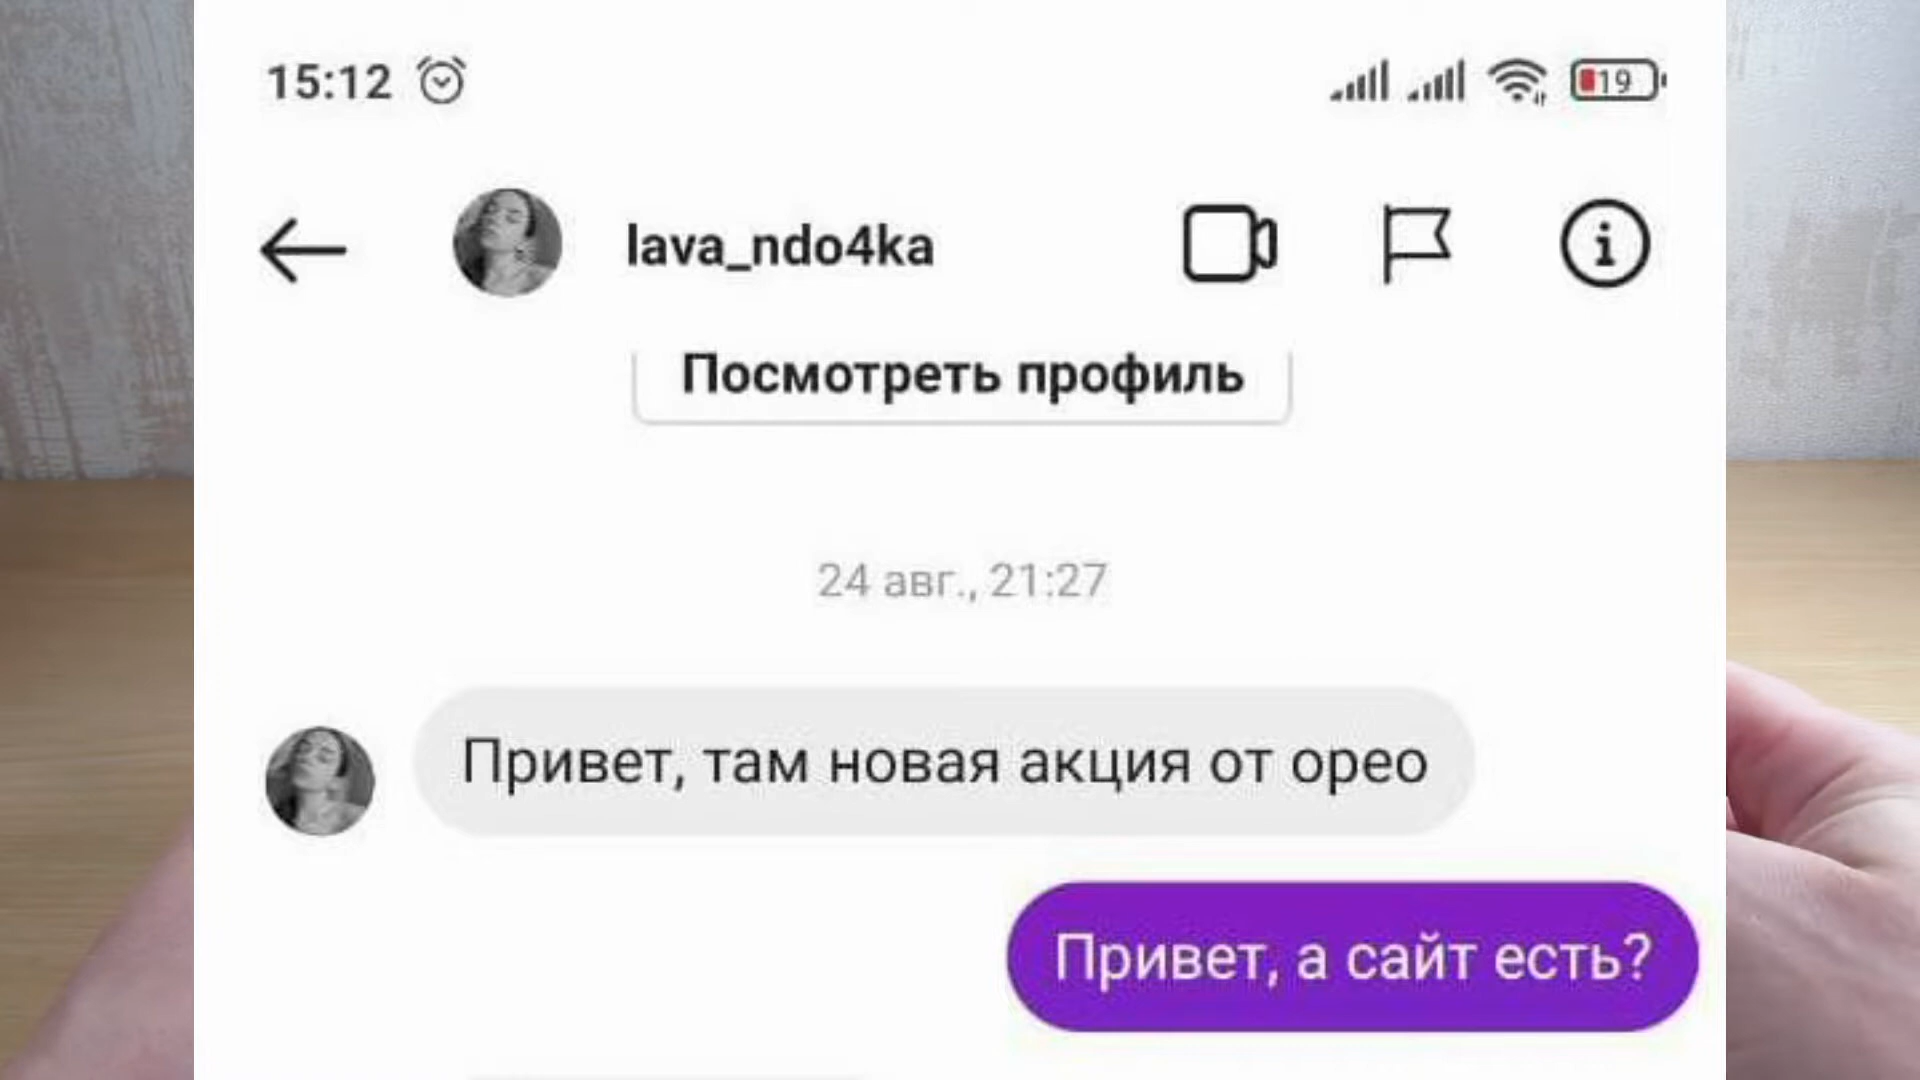 15:12
19
lava_ndo4ka
Посмотреть профиль
24 авг., 21:27
Привет, там новая акция от орео
Привет, а сайт есть?